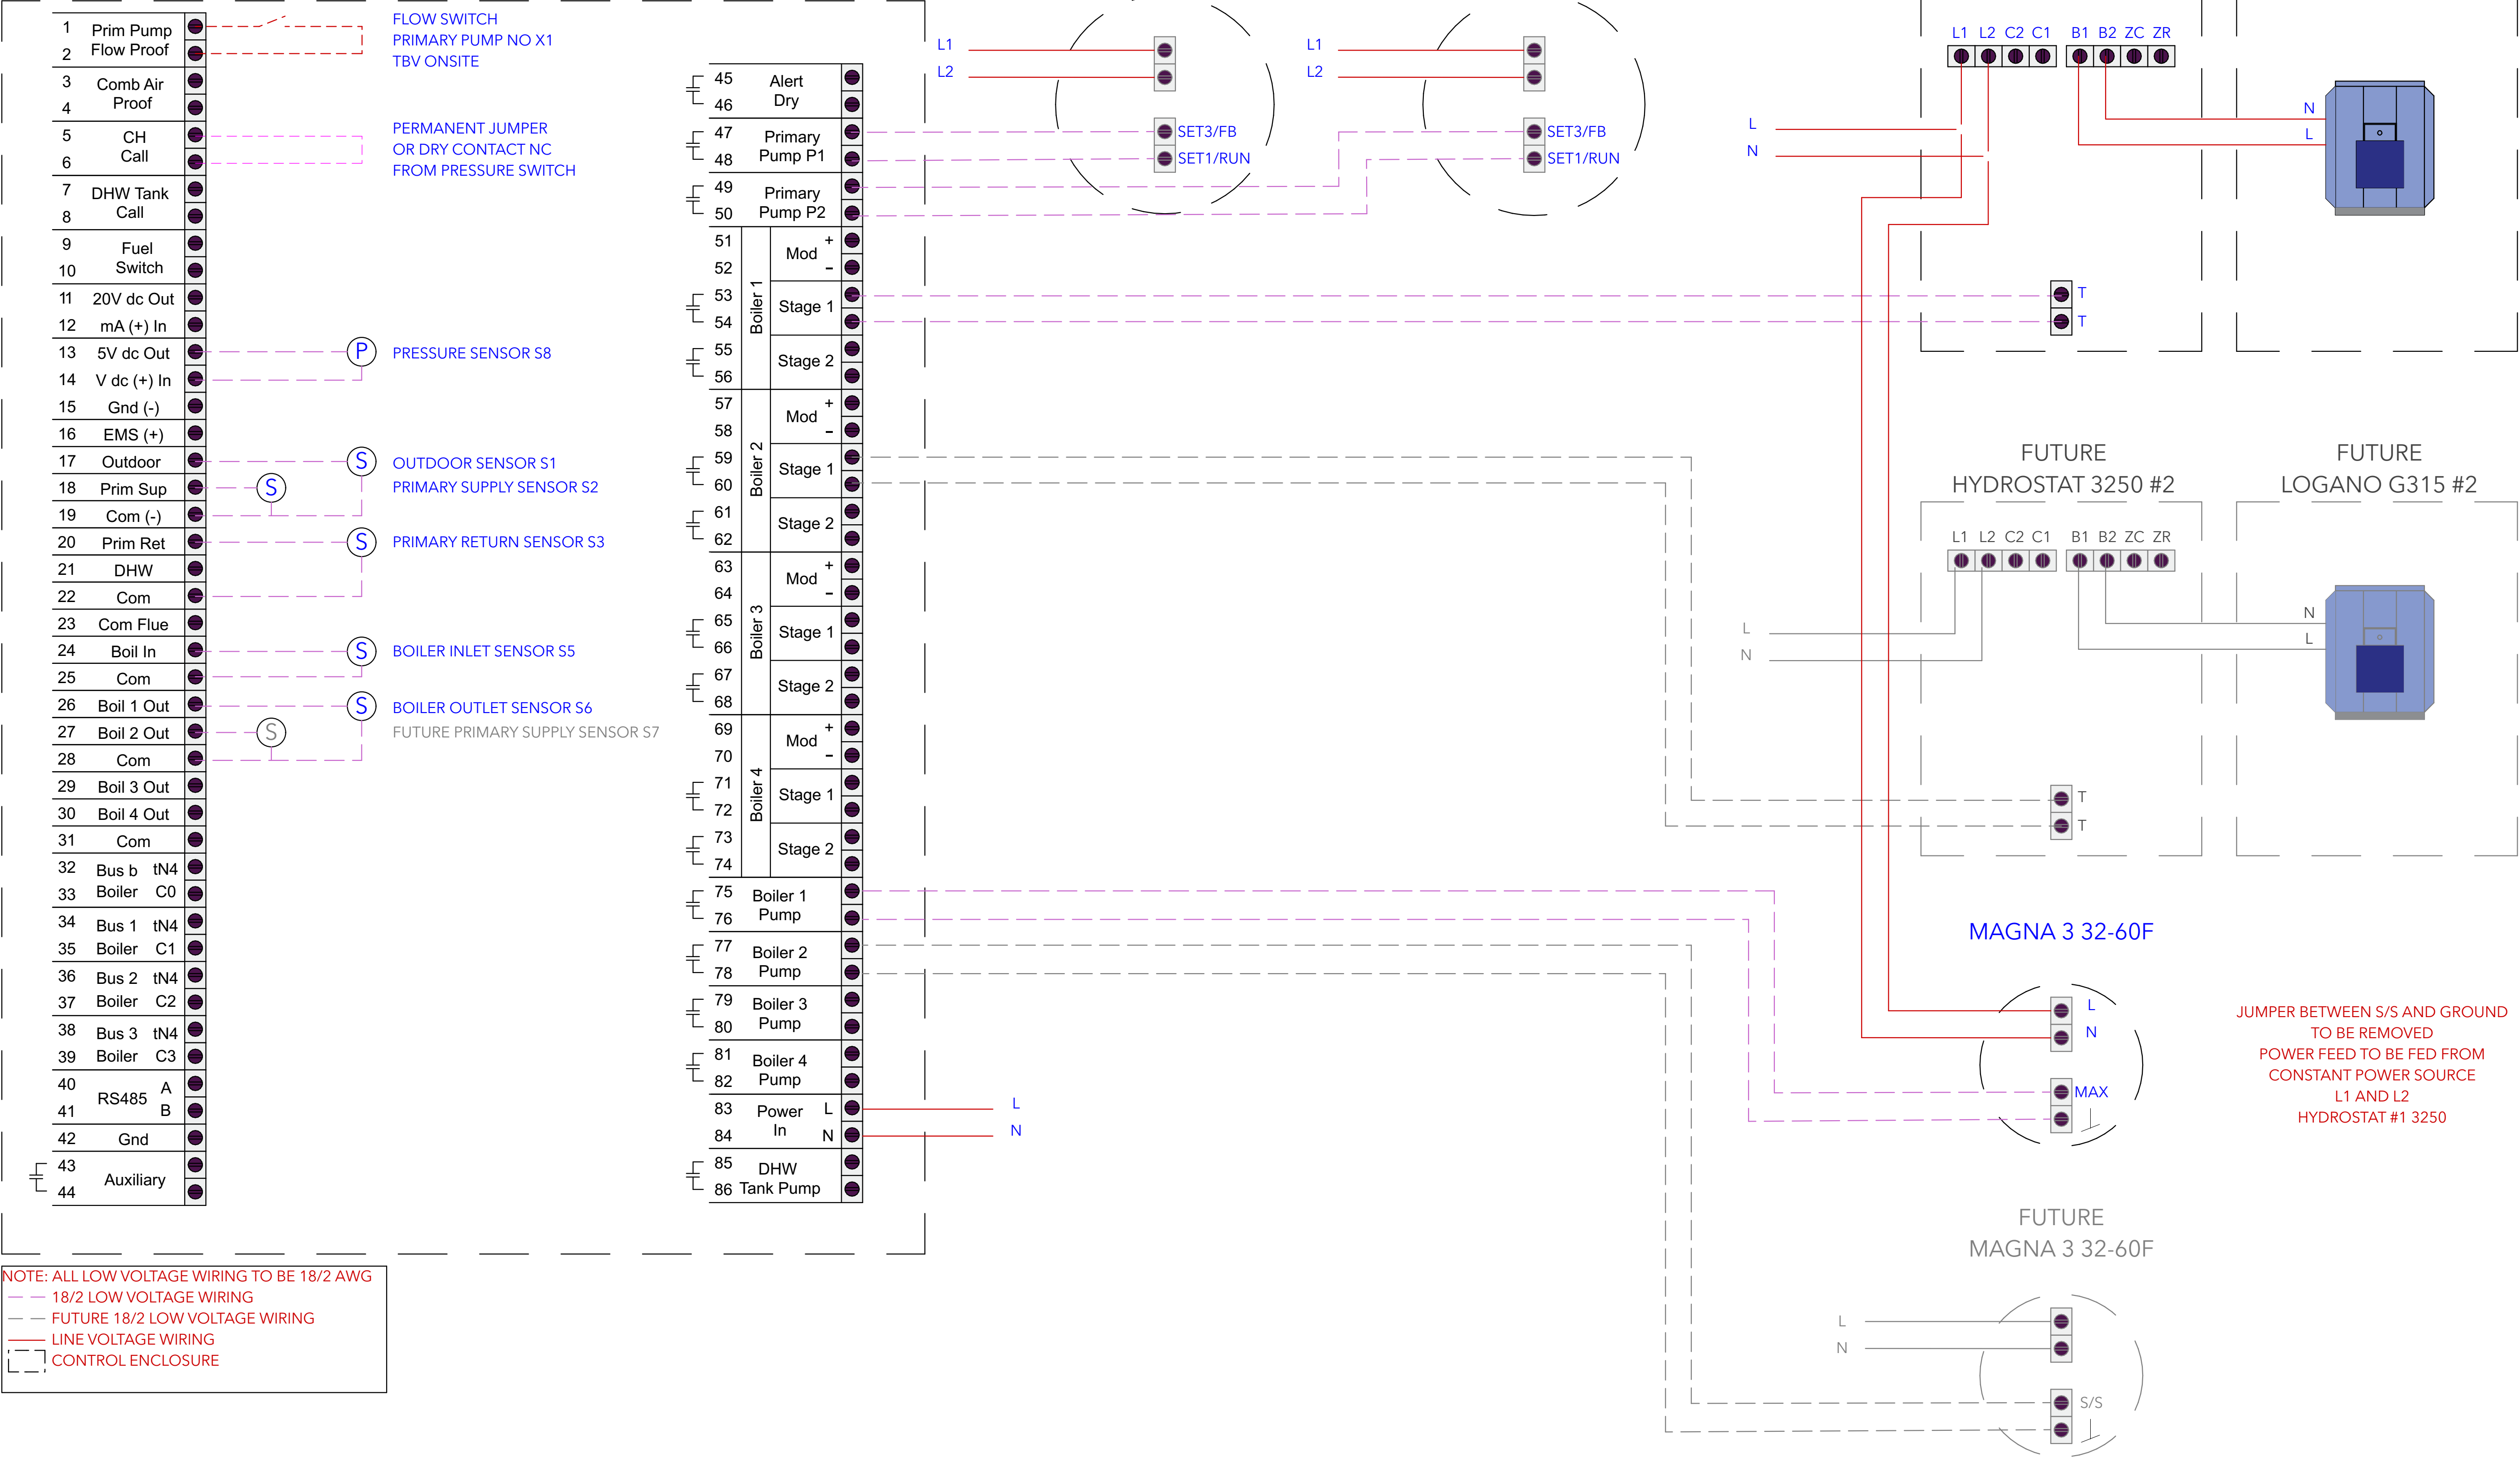 1 Prim Pump
2 Flow Proof
3 Comb Air
4 Proof
5 CH
6 Call
7 DHW Tank
8 Call
9 Fuel
10 Switch
11 20V dc Out
12 mA (+) In
13 5V dc Out
14 V dc (+) In
15 Gnd (-)
16 EMS (+)
17 Outdoor
18 Prim Sup
19 Com (-)
20 Prim Ret
21 DHW
22 Com
23 Com Flue
24 Boil In
25 Com
26 Boil 1 Out
27 Boil 2 Out
28 Com
29 Boil 3 Out
30 Boil 4 Out
31 Com
32 Bus b tN4
33 Boiler C0
34 Bus 1 tN4
35 Boiler C1
36 Bus 2 tN4
37 Boiler C2
38 Bus 3 tN4
39 Boiler C3
40 A
RS485
41 B
42 Gnd
43
Auxiliary
44
FLOW SWITCH
PRIMARY PUMP NO X1
TBV ONSITE
PERMANENT JUMPER
OR DRY CONTACT NC
FROM PRESSURE SWITCH
P PRESSURE SENSOR S8
S OUTDOOR SENSOR S1
S PRIMARY SUPPLY SENSOR S2
S PRIMARY RETURN SENSOR S3
S BOILER INLET SENSOR S5
S BOILER OUTLET SENSOR S6
S FUTURE PRIMARY SUPPLY SENSOR S7
45 Alert
46 Dry
47 Primary
48 Pump P1
49 Primary
50 Pump P2
Boiler 1
51 +
Mod
52 −
53
Stage 1
54
55
Stage 2
56
Boiler 2
57 +
Mod
58 −
59
Stage 1
60
61
Stage 2
62
Boiler 3
63 +
Mod
64 −
65
Stage 1
66
67
Stage 2
68
Boiler 4
69 +
Mod
70 −
71
Stage 1
72
73
Stage 2
74
75 Boiler 1
76 Pump
77 Boiler 2
78 Pump
79 Boiler 3
80 Pump
81 Boiler 4
82 Pump
83 Power L
84 In N
85 DHW
86 Tank Pump
L
N
L1
L2
SET3/FB
SET1/RUN
L1
L2
SET3/FB
SET1/RUN
L1 L2 C2 C1 B1 B2 ZC ZR
L
N
N
L
T
T
FUTURE
HYDROSTAT 3250 #2
FUTURE
LOGANO G315 #2
L1 L2 C2 C1 B1 B2 ZC ZR
L
N
N
L
T
T
MAGNA 3 32-60F
L
N
MAX
JUMPER BETWEEN S/S AND GROUND
TO BE REMOVED
POWER FEED TO BE FED FROM
CONSTANT POWER SOURCE
L1 AND L2
HYDROSTAT #1 3250
FUTURE
MAGNA 3 32-60F
L
N
S/S
NOTE: ALL LOW VOLTAGE WIRING TO BE 18/2 AWG
18/2 LOW VOLTAGE WIRING
FUTURE 18/2 LOW VOLTAGE WIRING
LINE VOLTAGE WIRING
CONTROL ENCLOSURE